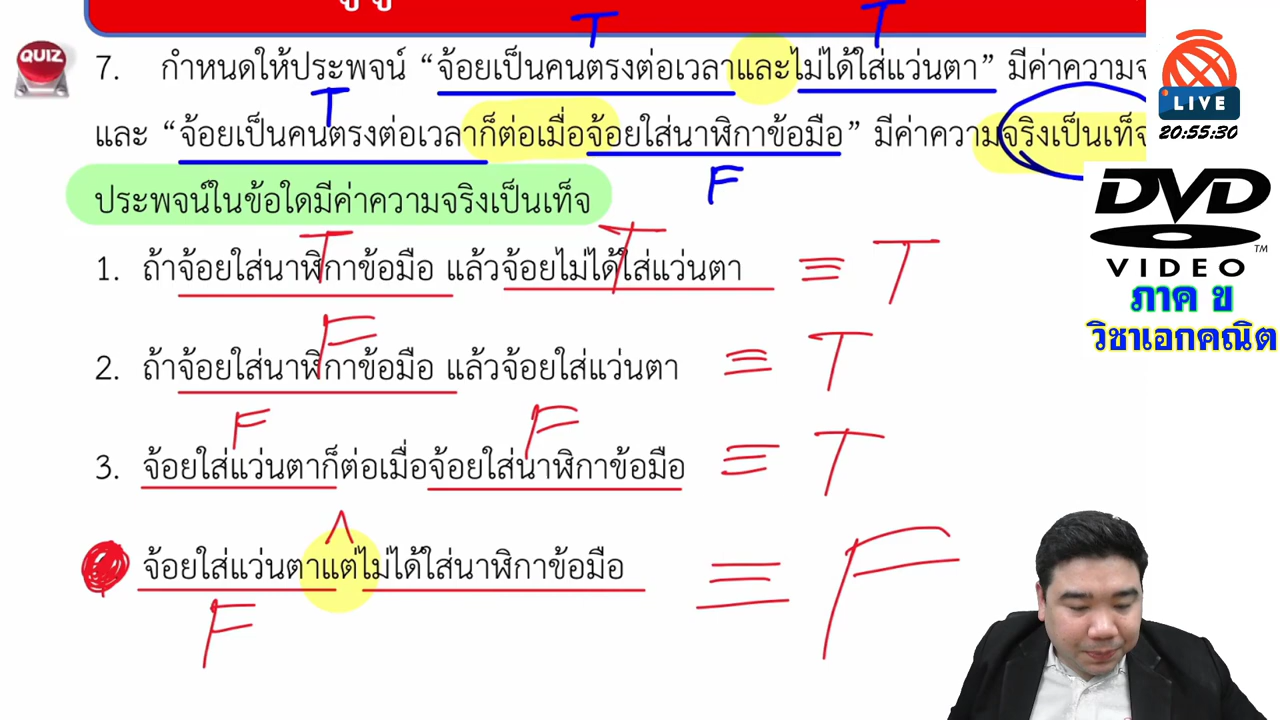 QUIZ
T T
7. กำหนดให้ประพจน์ “จ้อยเป็นคนตรงต่อเวลาและไม่ได้ใส่แว่นตา” มีค่าความจ
T
และ “จ้อยเป็นคนตรงต่อเวลาก็ต่อเมื่อจ้อยใส่นาฬิกาข้อมือ” มีค่าความจริงเป็นเท็จ
F
ประพจน์ในข้อใดมีค่าความจริงเป็นเท็จ
T T
1. ถ้าจ้อยใส่นาฬิกาข้อมือ แล้วจ้อยไม่ได้ใส่แว่นตา ≡ T
F
2. ถ้าจ้อยใส่นาฬิกาข้อมือ แล้วจ้อยใส่แว่นตา ≡ T
F F
3. จ้อยใส่แว่นตาก็ต่อเมื่อจ้อยใส่นาฬิกาข้อมือ ≡ T
∧
จ้อยใส่แว่นตาแต่ไม่ได้ใส่นาฬิกาข้อมือ ≡ F
F
LIVE
20:55:30
DVD
TM
VIDEO
ภาค ข
วิชาเอกคณิต